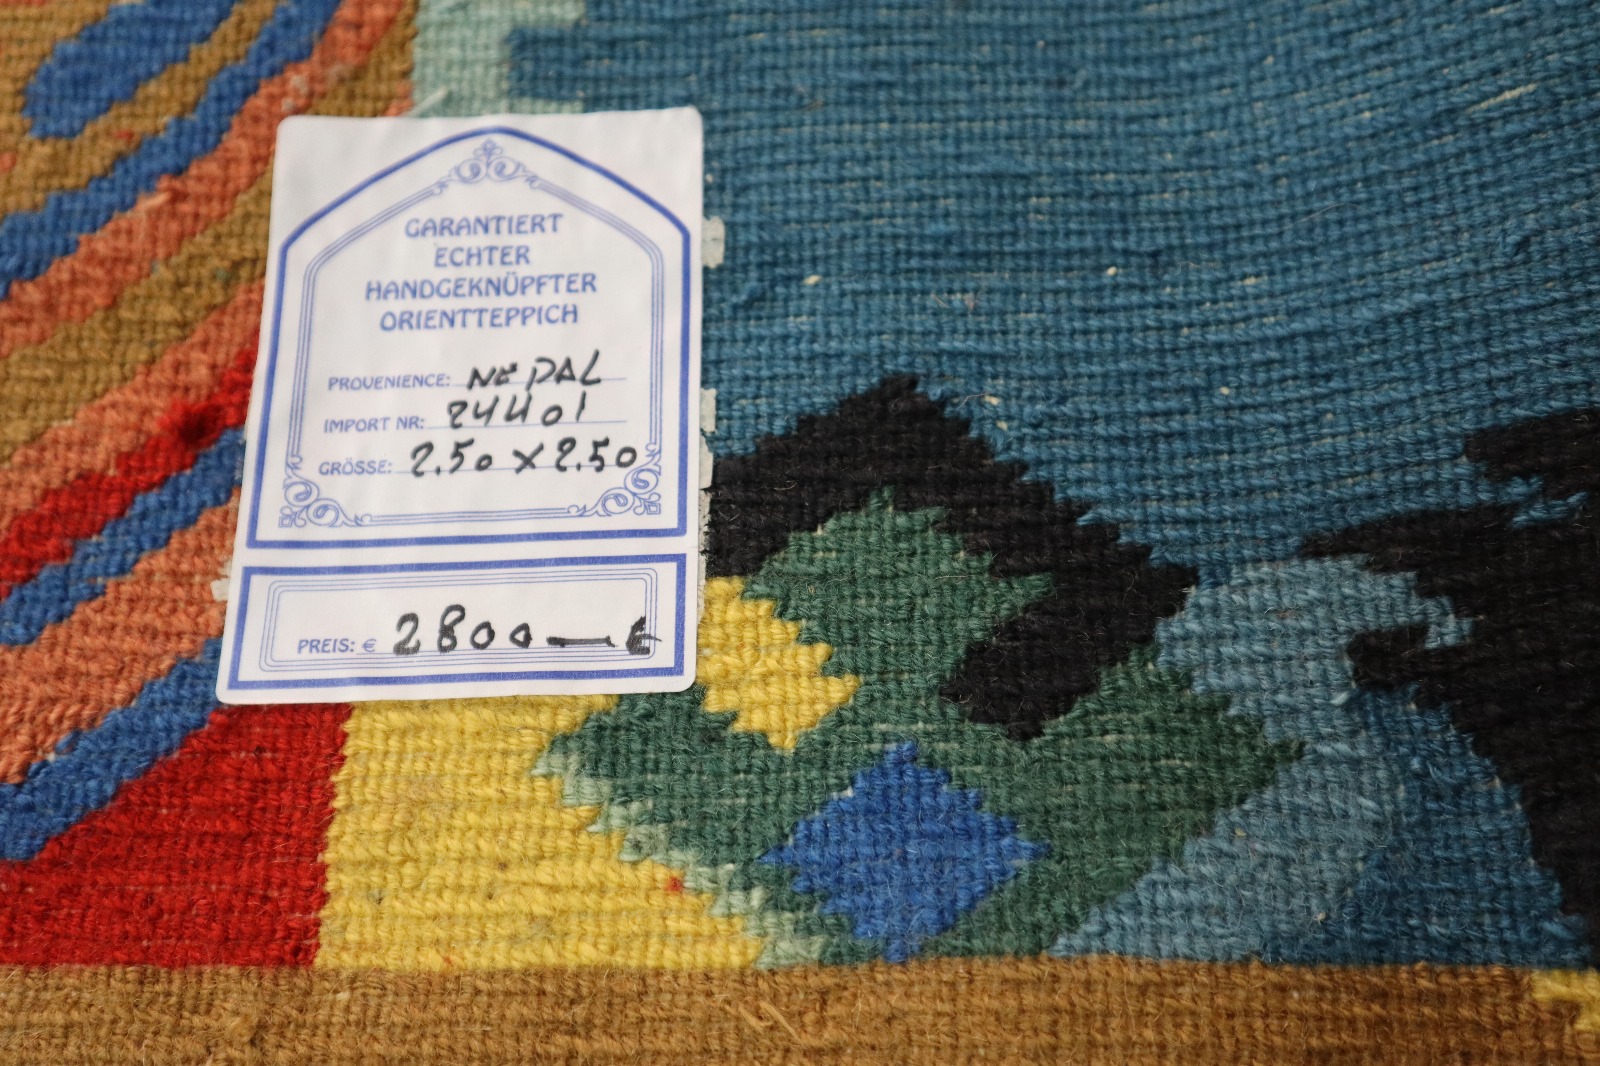 GARANTIERT
ECHTER
HANDGEKNÜPFTER
ORIENTTEPPICH
PROVENIENCE: NEPAL
IMPORT NR: 24401
GRÖSSE: 2.50 x 2.50
PREIS: € 2800 — €